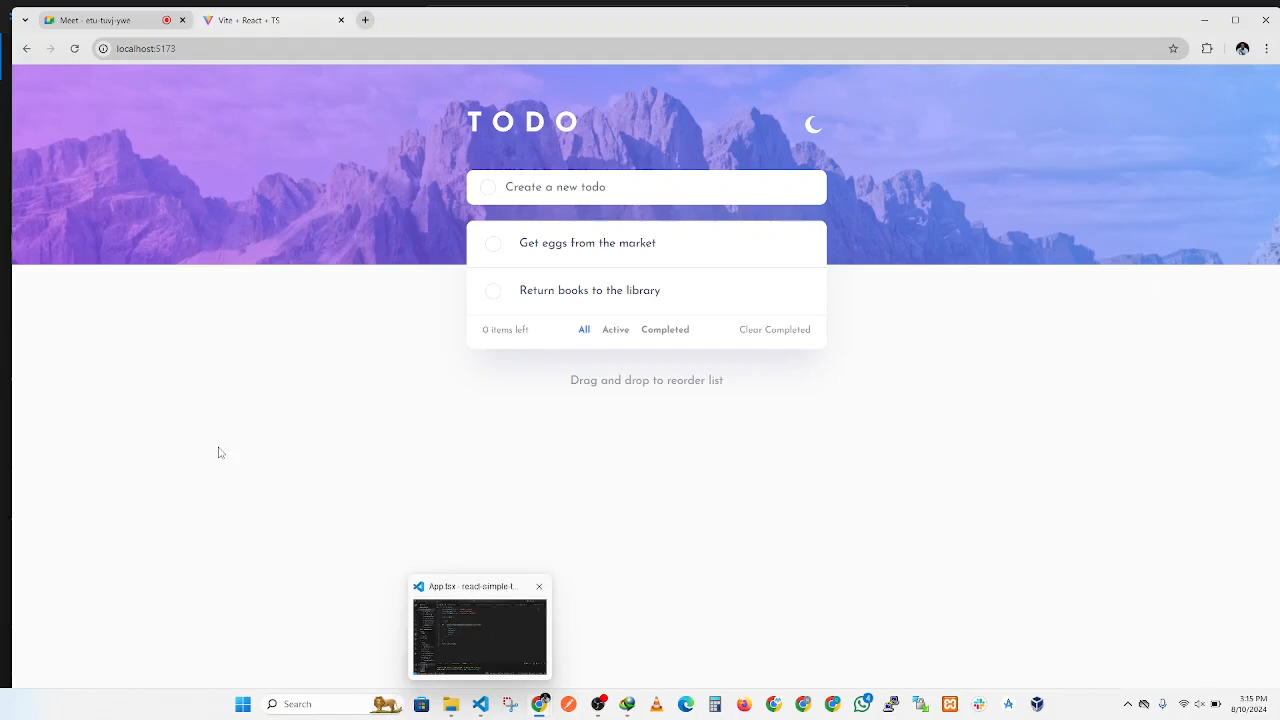 Meet - etu-tuvj-ywe
Vite + React + TS
localhost:5173
TODO
Create a new todo
Get eggs from the market
Return books to the library
0 items left All Active Completed Clear Completed
Drag and drop to reorder list
App.tsx - react-simple-t...
Search
3:15 PM
8/10/2024